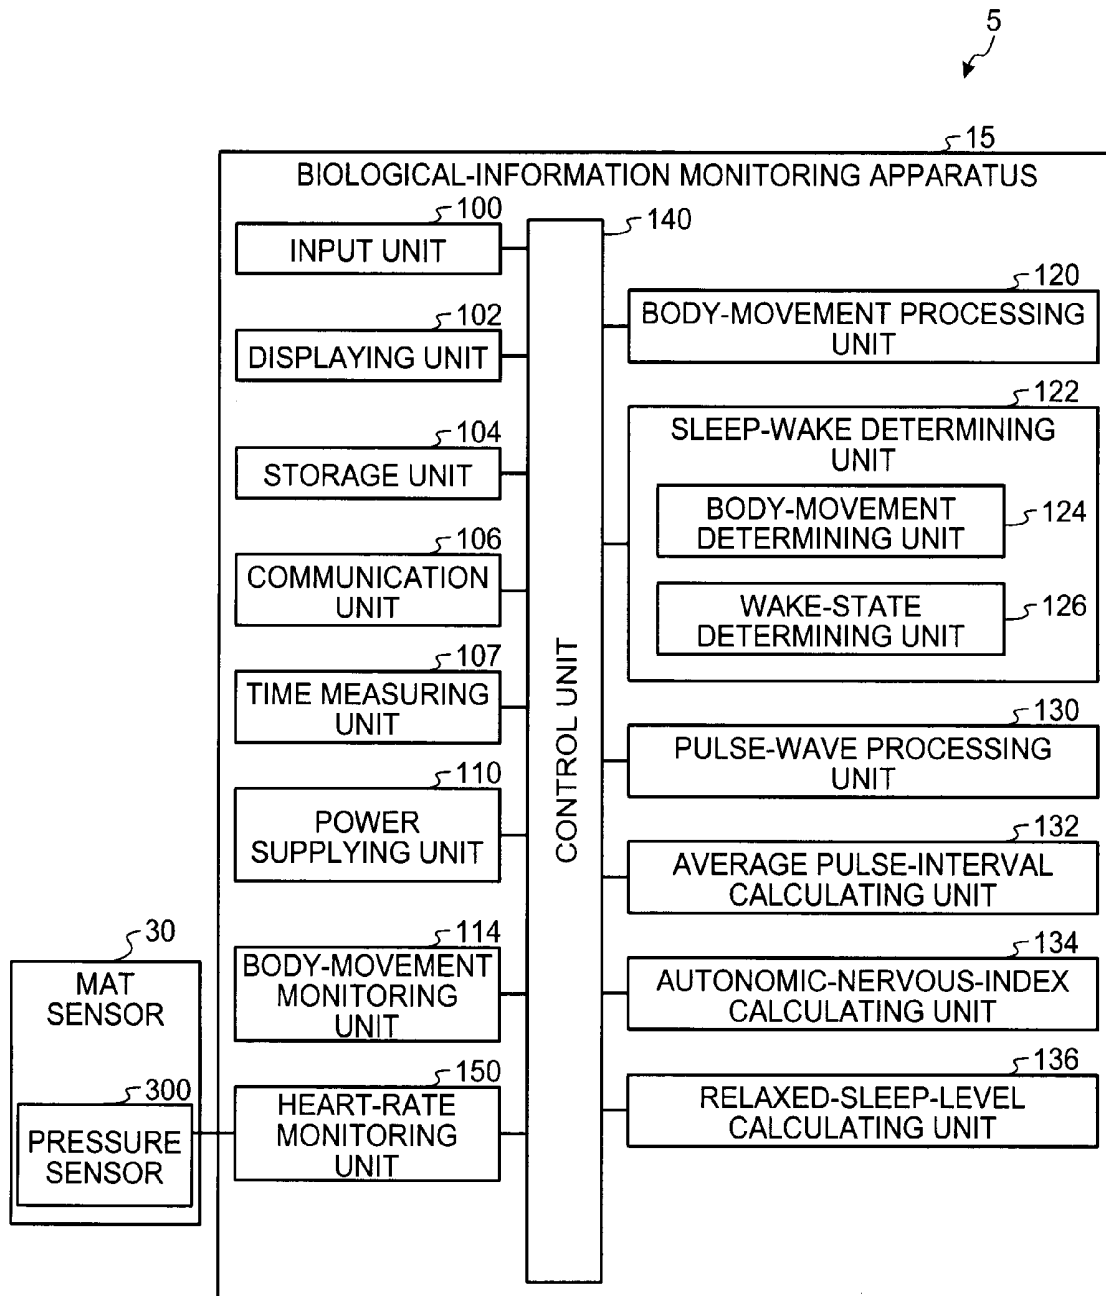 5
15
BIOLOGICAL-INFORMATION MONITORING APPARATUS
100
INPUT UNIT
102
DISPLAYING UNIT
104
STORAGE UNIT
106
COMMUNICATION
UNIT
107
TIME MEASURING
UNIT
110
POWER
SUPPLYING UNIT
114
BODY-MOVEMENT
MONITORING
UNIT
150
HEART-RATE
MONITORING
UNIT
30
MAT
SENSOR
300
PRESSURE
SENSOR
140
CONTROL UNIT
120
BODY-MOVEMENT PROCESSING
UNIT
122
SLEEP-WAKE DETERMINING
UNIT
BODY-MOVEMENT
DETERMINING UNIT
124
WAKE-STATE
DETERMINING UNIT
126
130
PULSE-WAVE PROCESSING
UNIT
132
AVERAGE PULSE-INTERVAL
CALCULATING UNIT
134
AUTONOMIC-NERVOUS-INDEX
CALCULATING UNIT
136
RELAXED-SLEEP-LEVEL
CALCULATING UNIT